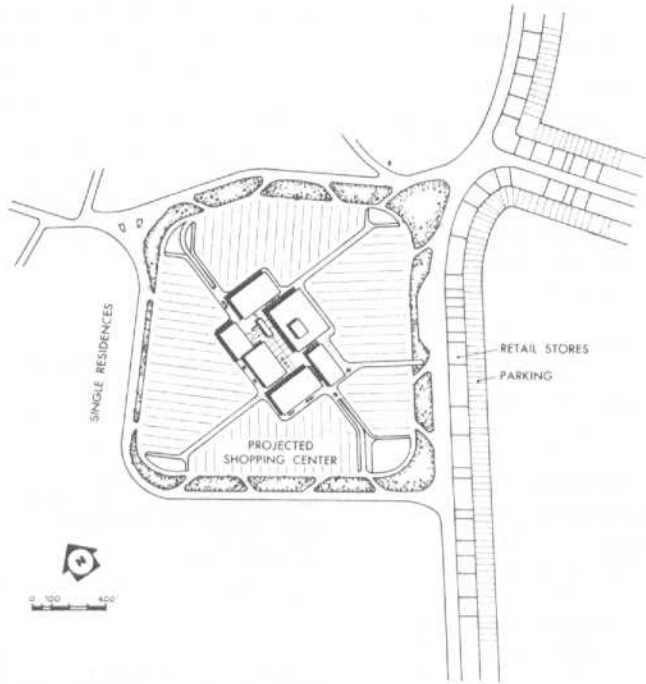 SINGLE RESIDENCES
RETAIL STORES
PARKING
PROJECTED
SHOPPING CENTER
N
0 100 400'